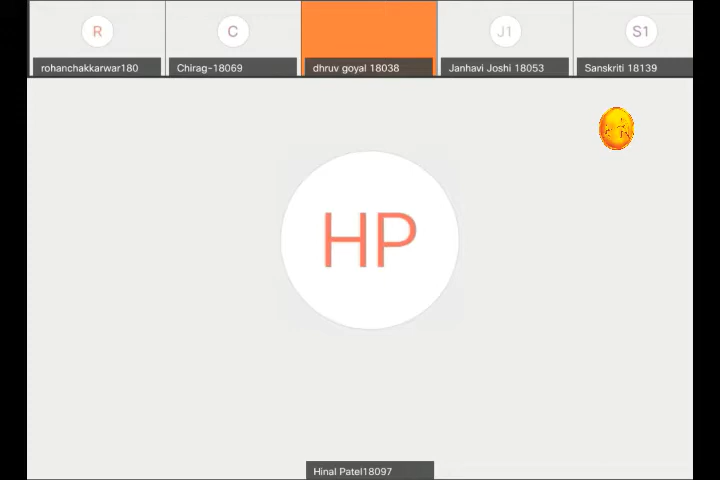 R
C
J1
S1
rohanchakkarwar180
Chirag-18069
dhruv goyal 18038
Janhavi Joshi 18053
Sanskriti 18139
HP
Hinal Patel18097